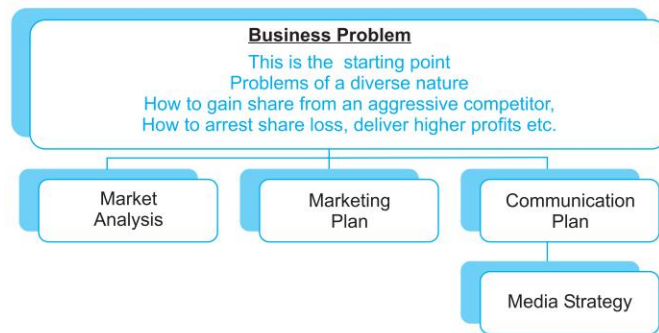 Business Problem
This is the starting point
Problems of a diverse nature
How to gain share from an aggressive competitor,
How to arrest share loss, deliver higher profits etc.
Market
Analysis
Marketing
Plan
Communication
Plan
Media Strategy